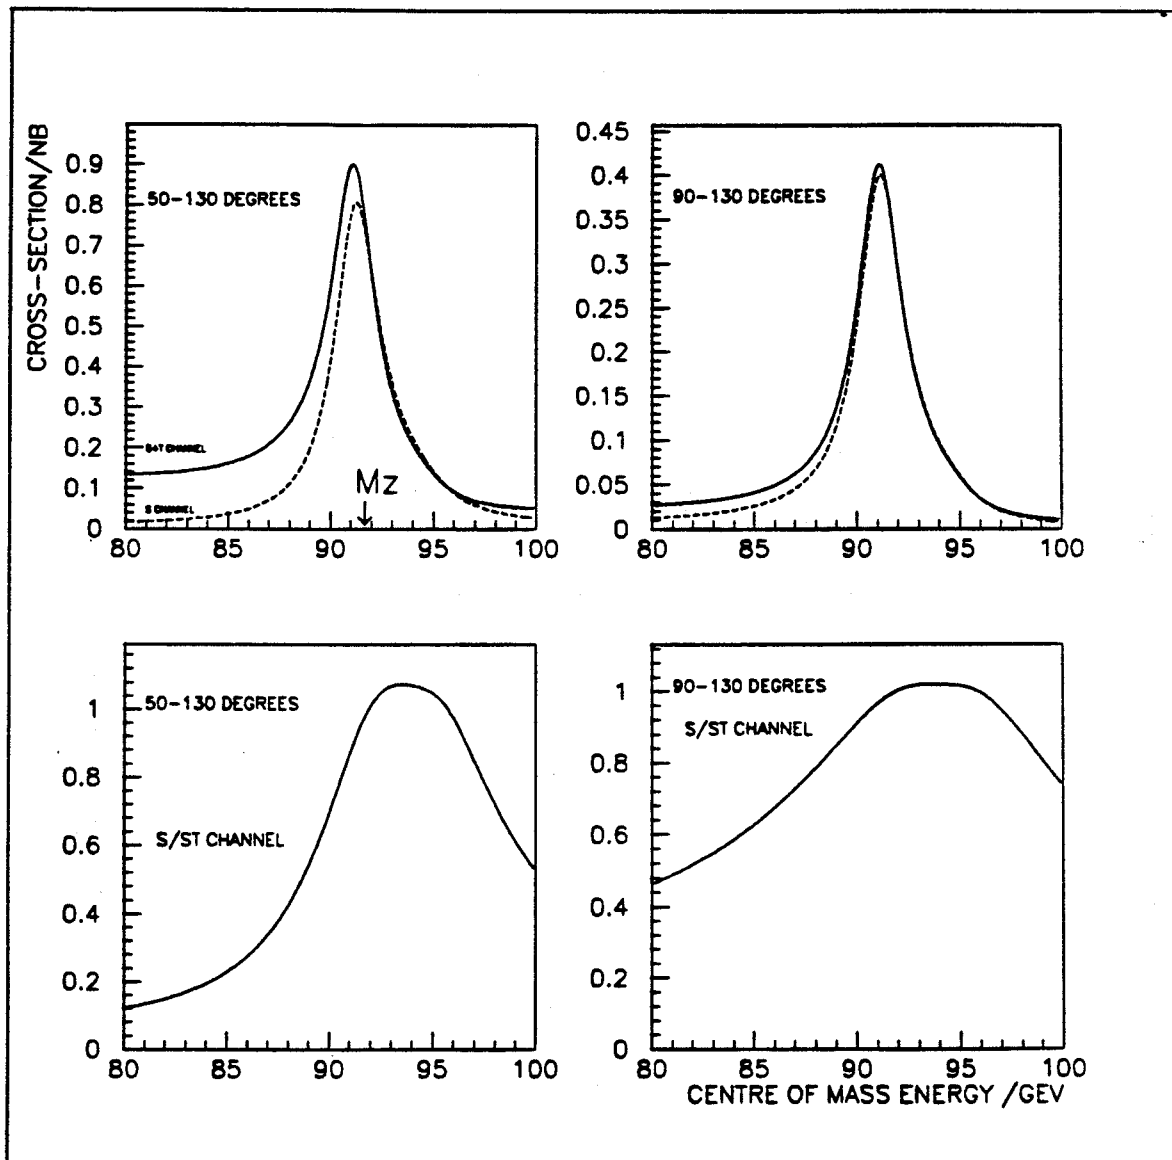 CROSS-SECTION/NB
0.9
0.8
0.7
0.6
0.5
0.4
0.3
0.2
0.1
0
50-130 DEGREES
S+T CHANNEL
S CHANNEL
Mz
80 85 90 95 100
0.45
0.4
0.35
0.3
0.25
0.2
0.15
0.1
0.05
0
90-130 DEGREES
80 85 90 95 100
1
0.8
0.6
0.4
0.2
0
50-130 DEGREES
S/ST CHANNEL
80 85 90 95 100
1
0.8
0.6
0.4
0.2
0
90-130 DEGREES
S/ST CHANNEL
80 85 90 95 100
CENTRE OF MASS ENERGY /GEV